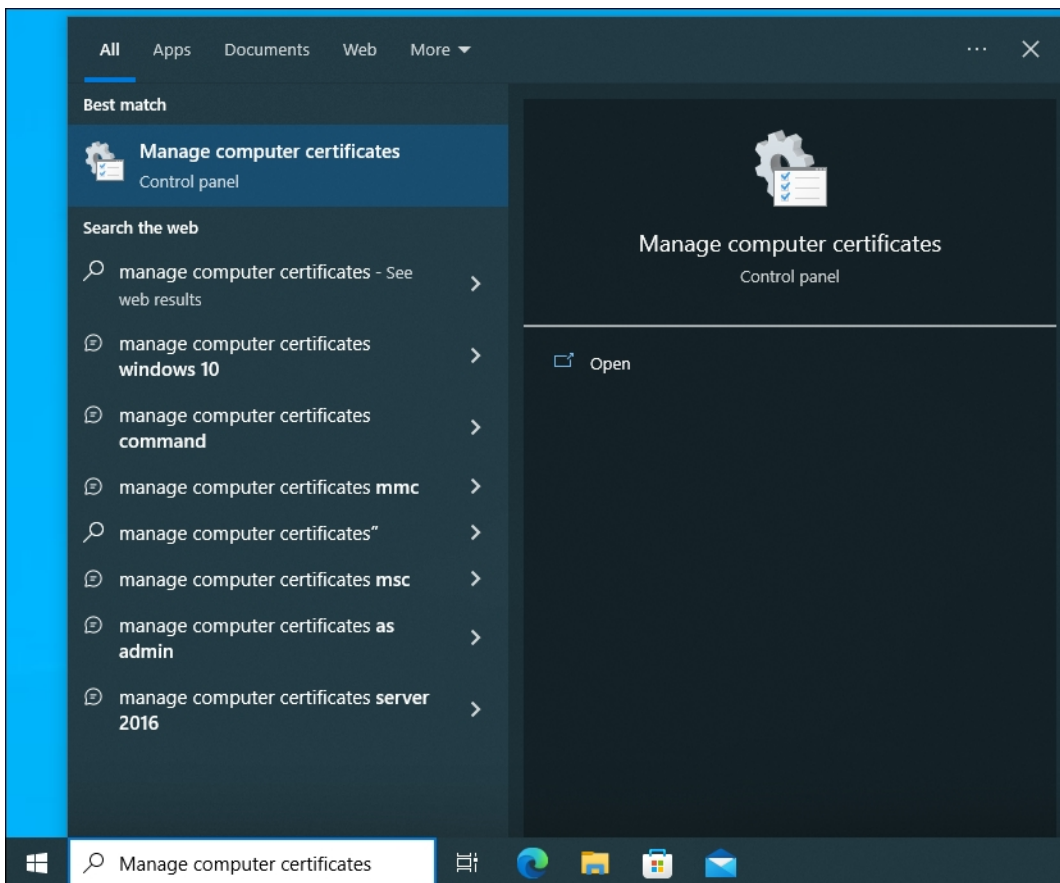 All Apps Documents Web More
Best match
Manage computer certificates
Control panel
Search the web
manage computer certificates - See
web results
manage computer certificates
windows 10
manage computer certificates
command
manage computer certificates mmc
manage computer certificates”
manage computer certificates msc
manage computer certificates as
admin
manage computer certificates server
2016
Manage computer certificates
Control panel
Open
Manage computer certificates